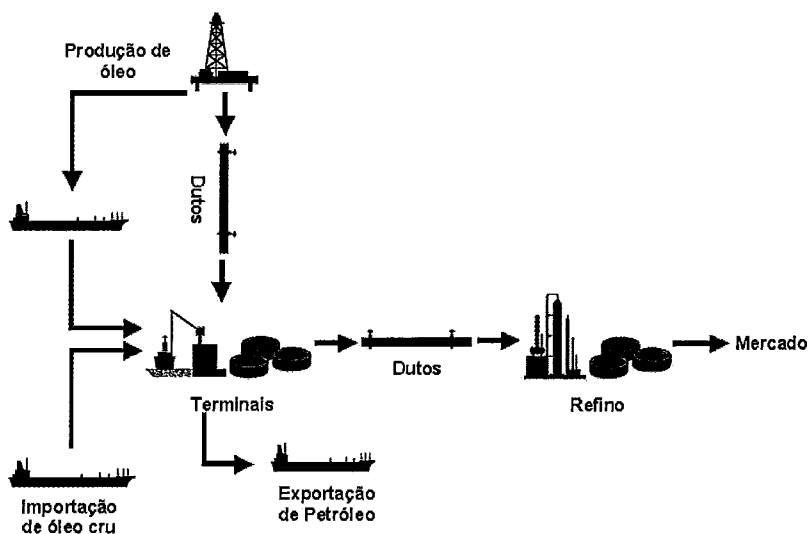 Produção de
óleo
Dutos
Terminais
Dutos
Refino
Mercado
Importação
de óleo cru
Exportação
de Petróleo